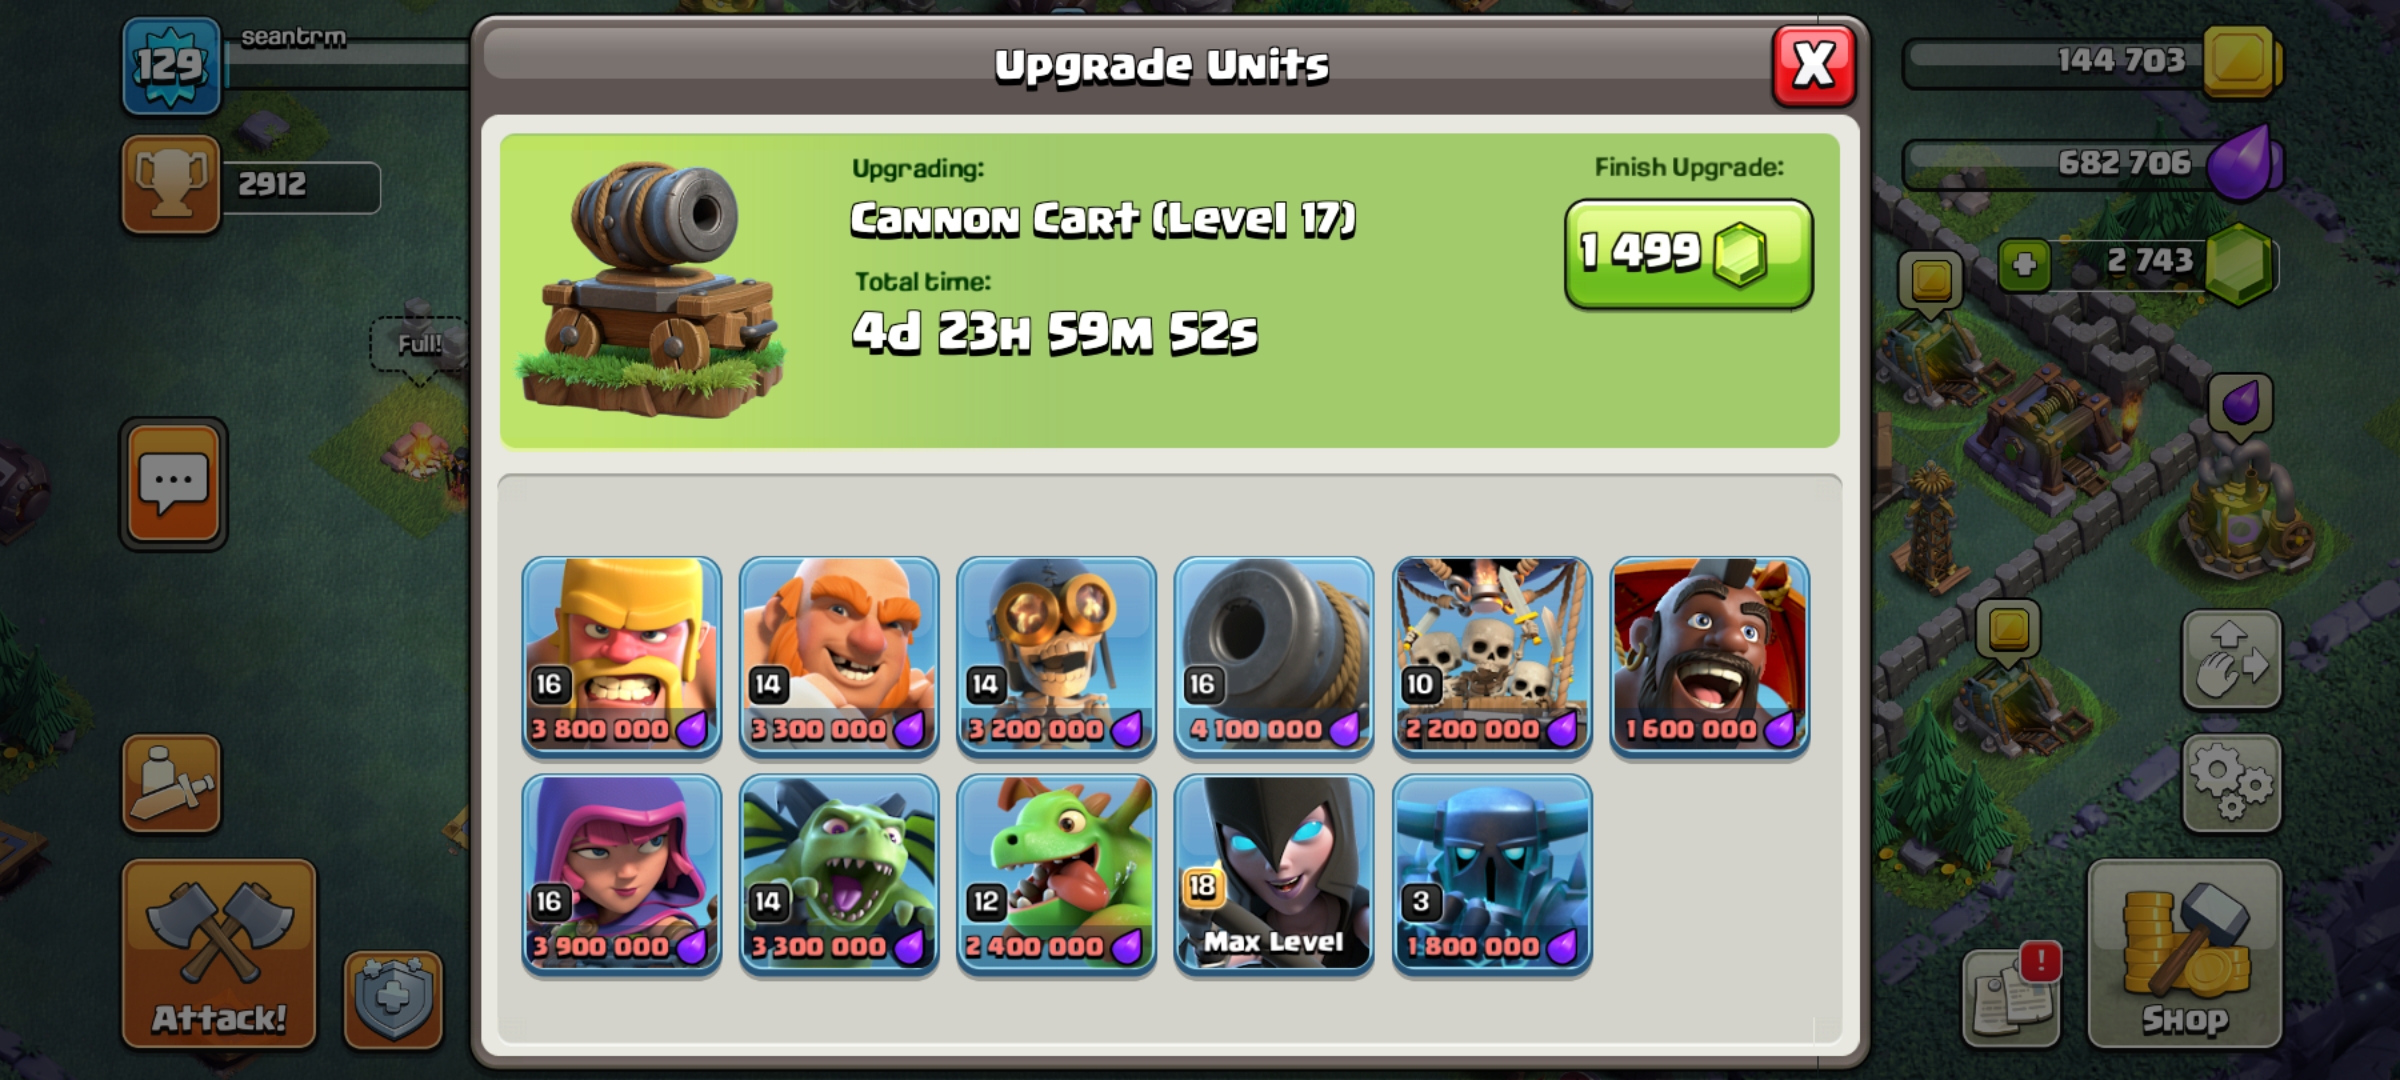 129
seantrm
2912
Full!
Attack!
Upgrade Units
X
Upgrading:
Cannon Cart (Level 17)
Total time:
4d 23H 59M 52s
Finish Upgrade:
1 499
16
3 800 000
14
3 300 000
14
3 200 000
16
4 100 000
10
2 200 000
1 600 000
16
3 900 000
14
3 300 000
12
2 400 000
18
Max Level
3
1 800 000
144 703
682 706
2 743
!
Shop